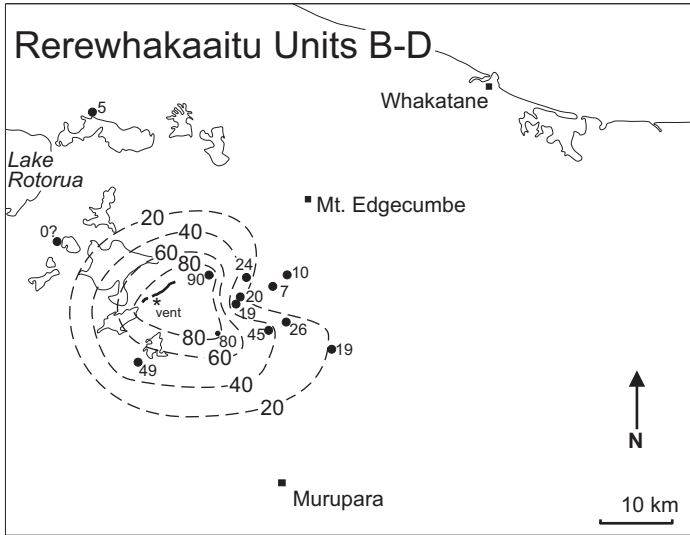 Rerewhakaaitu Units B-D
Whakatane
5
Lake
Rotorua
Mt. Edgecumbe
20
0?
40
60
80
24
10
90
7
20
19
*
vent
26
45
80
80
19
60
49
40
20
N
Murupara
10 km